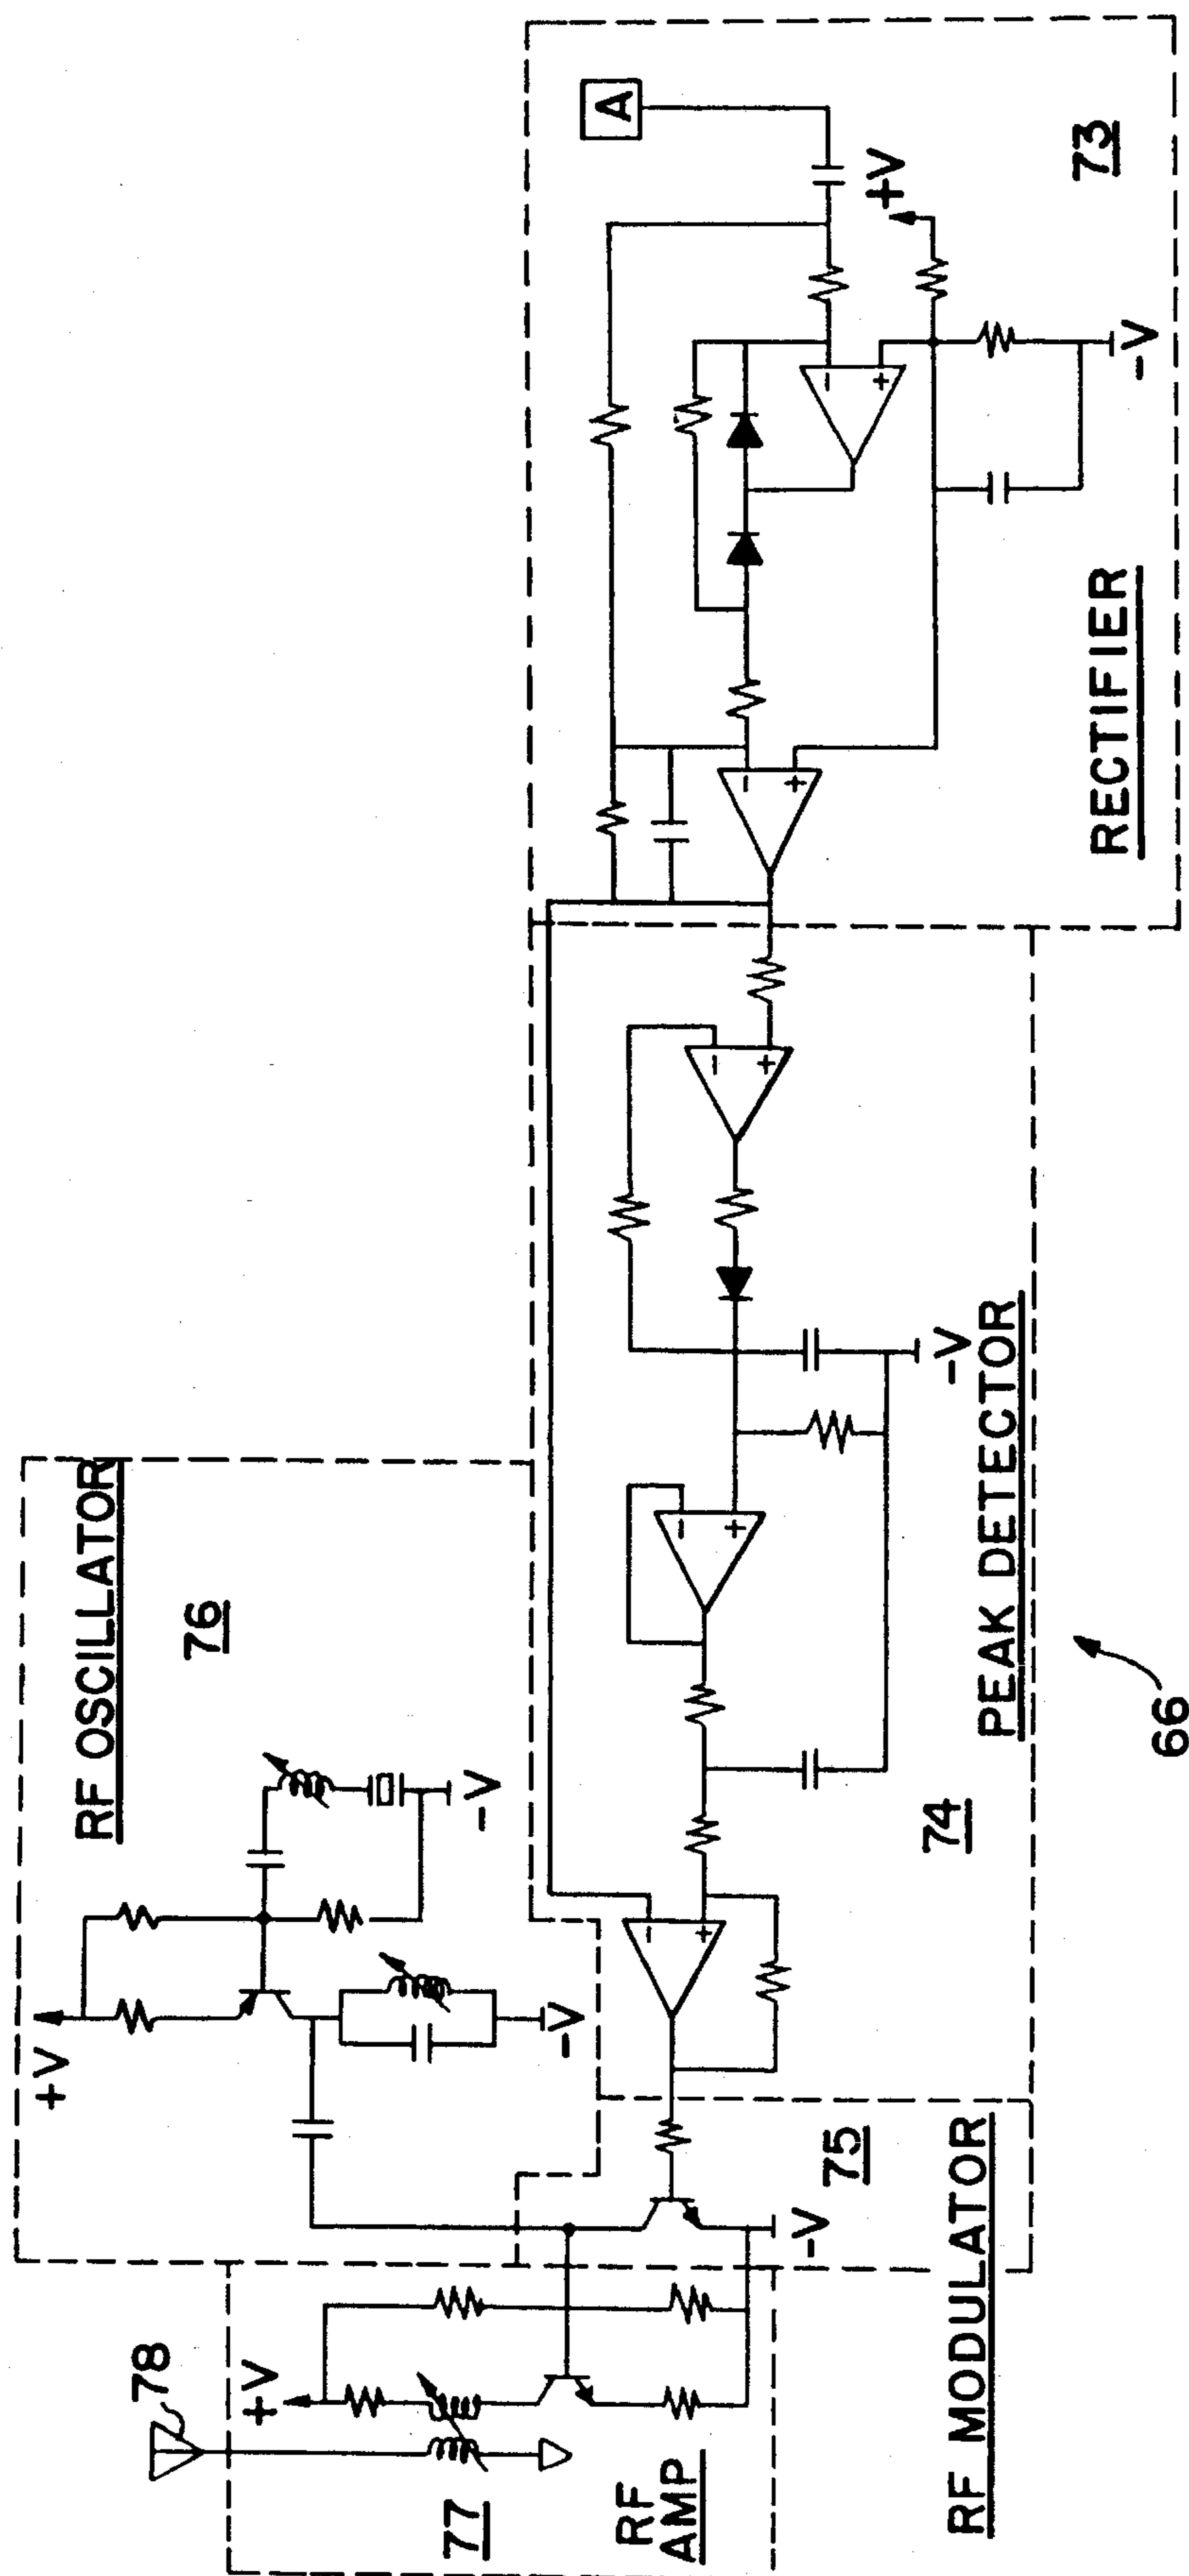 78
+V
77
RF
AMP
+V
RF OSCILLATOR
76
-V
-V
75
-V
RF MODULATOR
-
+
-
+
-
+
-V
74
PEAK DETECTOR
66
A
+V
-
+
-
+
-V
73
RECTIFIER